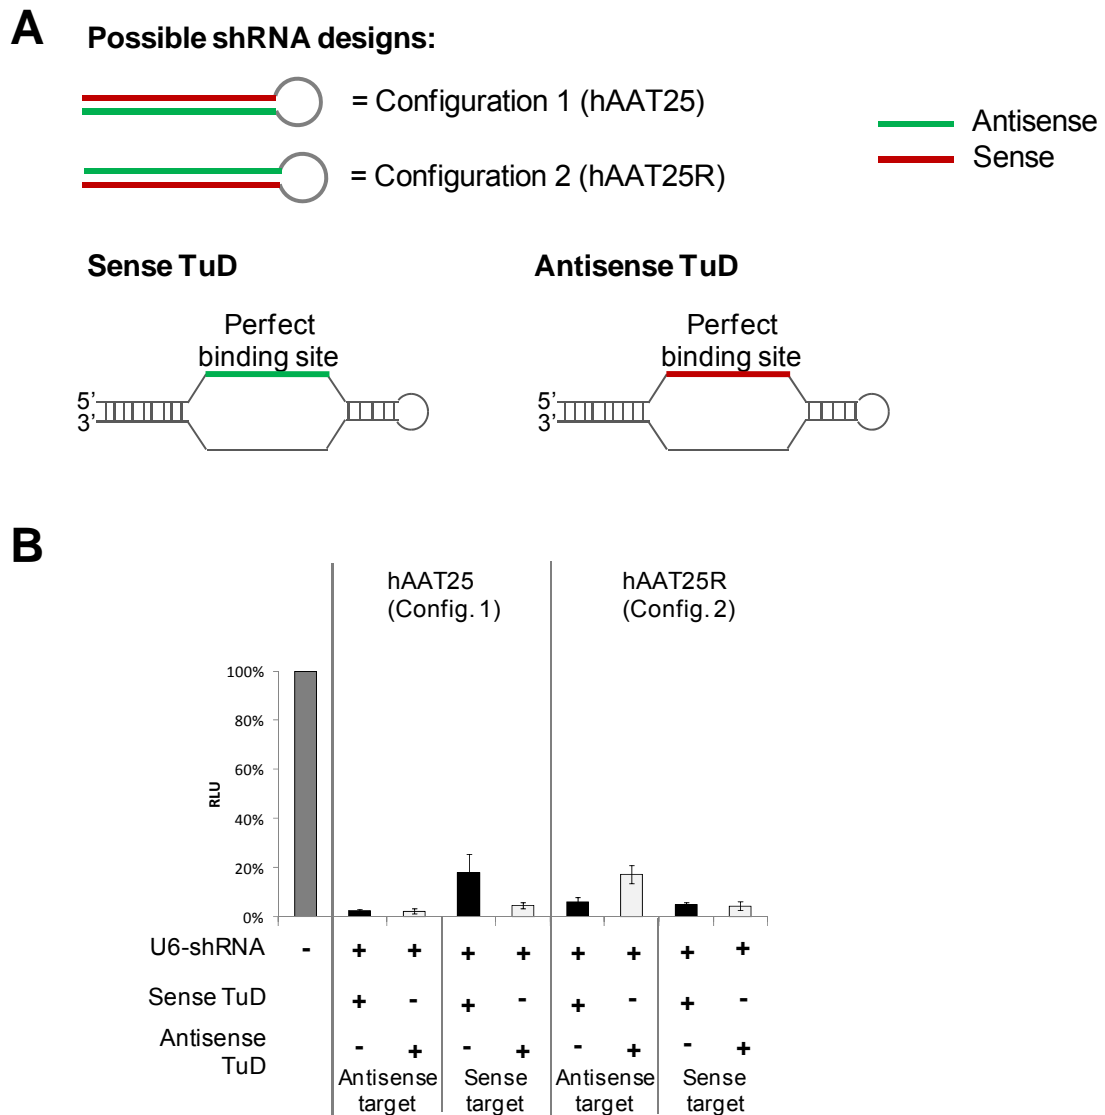 A
Possible shRNA designs:
= Configuration 1 (hAAT25)
= Configuration 2 (hAAT25R)
Antisense
Sense
Sense TuD
Perfect
binding site
5'
3'
Antisense TuD
Perfect
binding site
5'
3'
B
hAAT25
(Config. 1)
hAAT25R
(Config. 2)
RLU
100%
80%
60%
40%
20%
0%
U6-shRNA - + + + + + + + +
Sense TuD + - + - + - + -
Antisense
TuD
- + - + - + - +
Antisense
target
Sense
target
Antisense
target
Sense
target